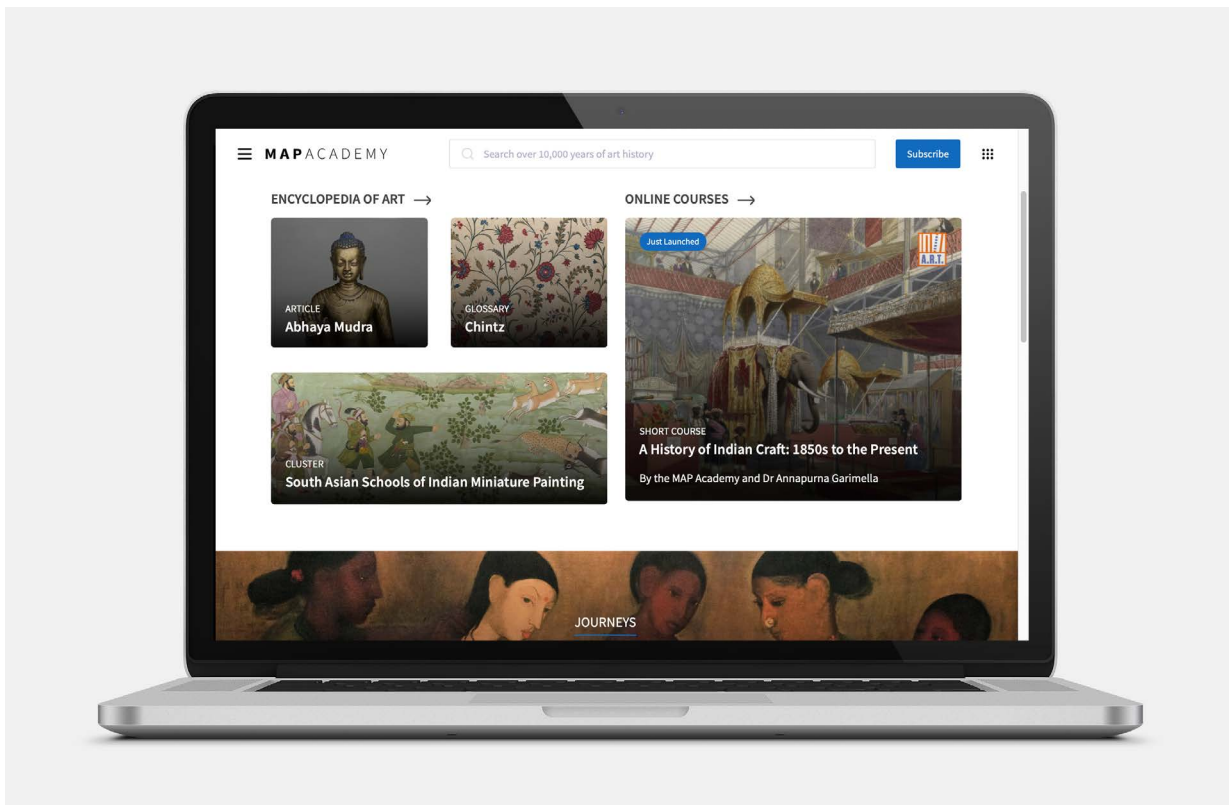 MAPACADEMY
Search over 10,000 years of art history
Subscribe
ENCYCLOPEDIA OF ART
ARTICLE
Abhaya Mudra
GLOSSARY
Chintz
CLUSTER
South Asian Schools of Indian Miniature Painting
ONLINE COURSES
Just Launched
IND
A.R.T.
SHORT COURSE
A History of Indian Craft: 1850s to the Present
By the MAP Academy and Dr Annapurna Garimella
JOURNEYS